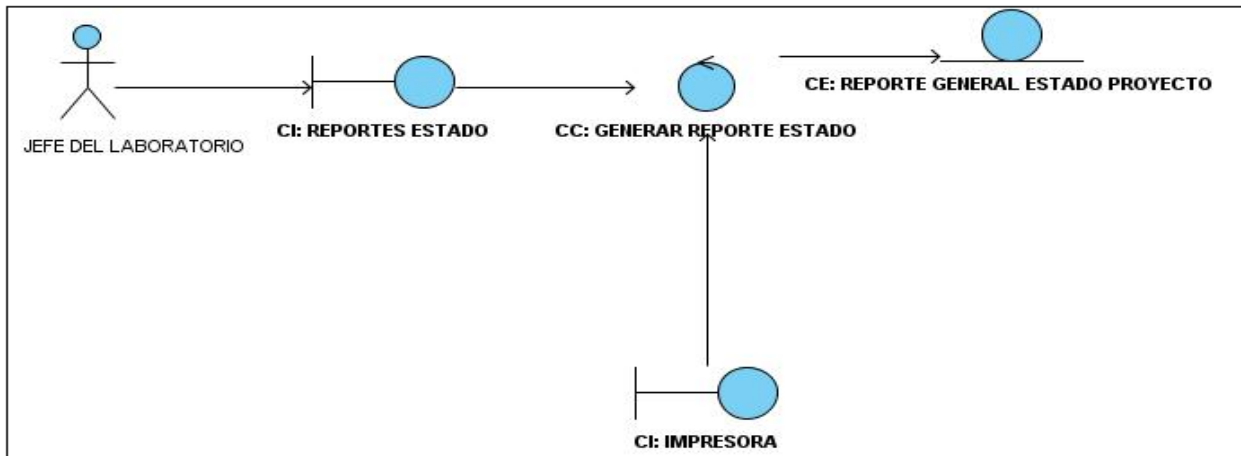 CE: REPORTE GENERAL ESTADO PROYECTO
CI: REPORTES ESTADO
CC: GENERAR REPORTE ESTADO
JEFE DEL LABORATORIO
CI: IMPRESORA